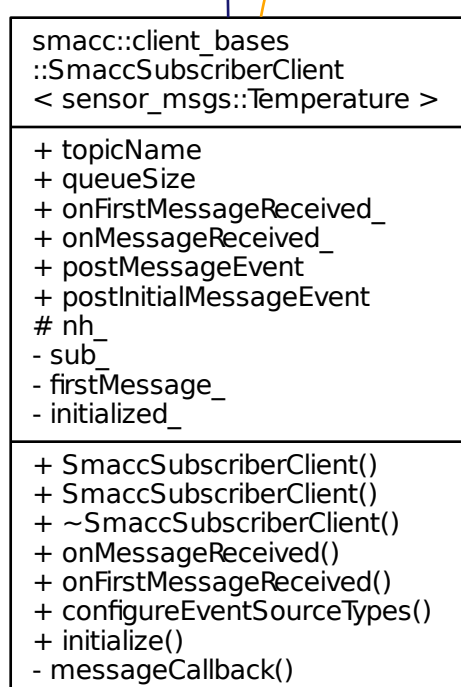 smacc::client_bases
::SmaccSubscriberClient
< sensor_msgs::Temperature >
+ topicName
+ queueSize
+ onFirstMessageReceived_
+ onMessageReceived_
+ postMessageEvent
+ postInitialMessageEvent
# nh_
- sub_
- firstMessage_
- initialized_
+ SmaccSubscriberClient()
+ SmaccSubscriberClient()
+ ~SmaccSubscriberClient()
+ onMessageReceived()
+ onFirstMessageReceived()
+ configureEventSourceTypes()
+ initialize()
- messageCallback()